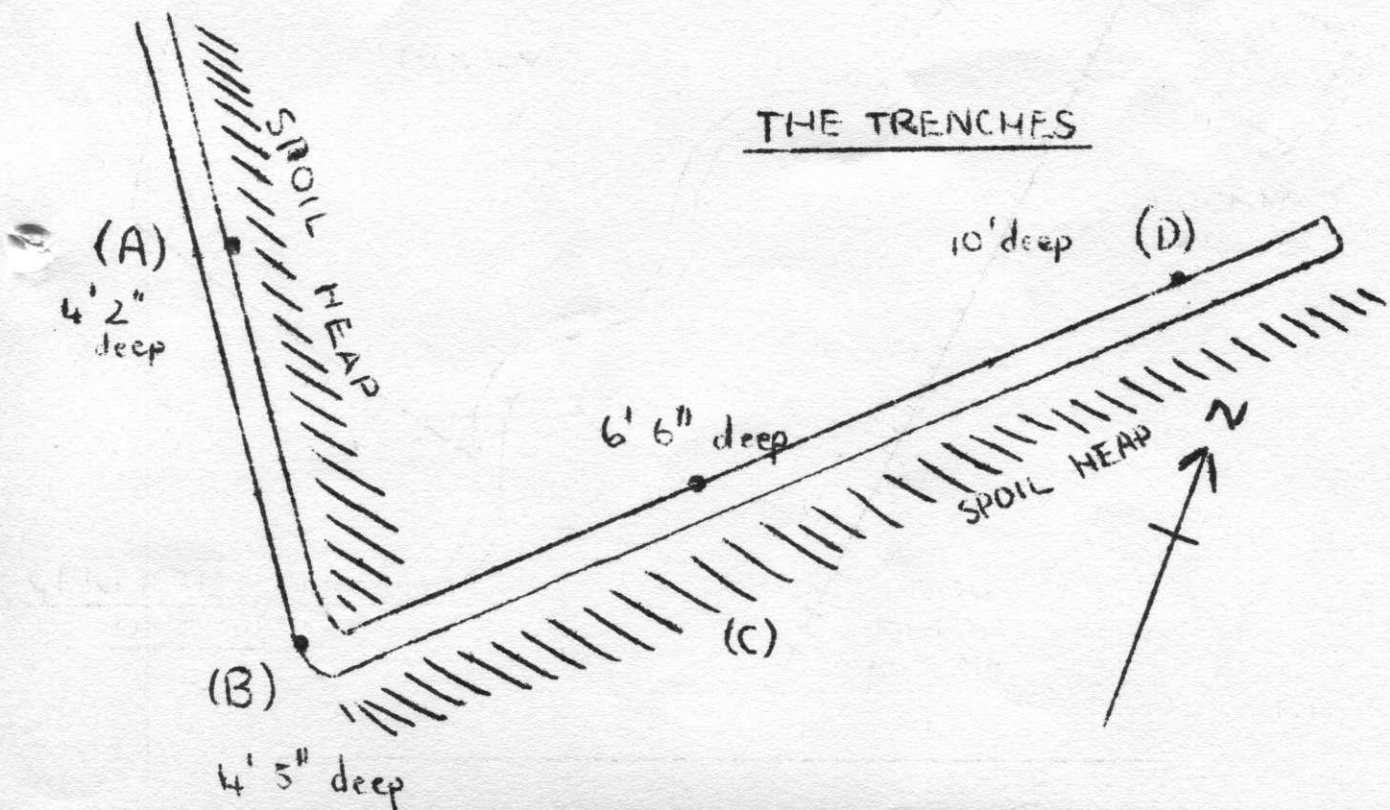 THE TRENCHES
SPOIL HEAP
(A)
4' 2"
deep
10' deep (D)
6' 6" deep
SPOIL HEAP
N
(C)
(B)
4' 5" deep